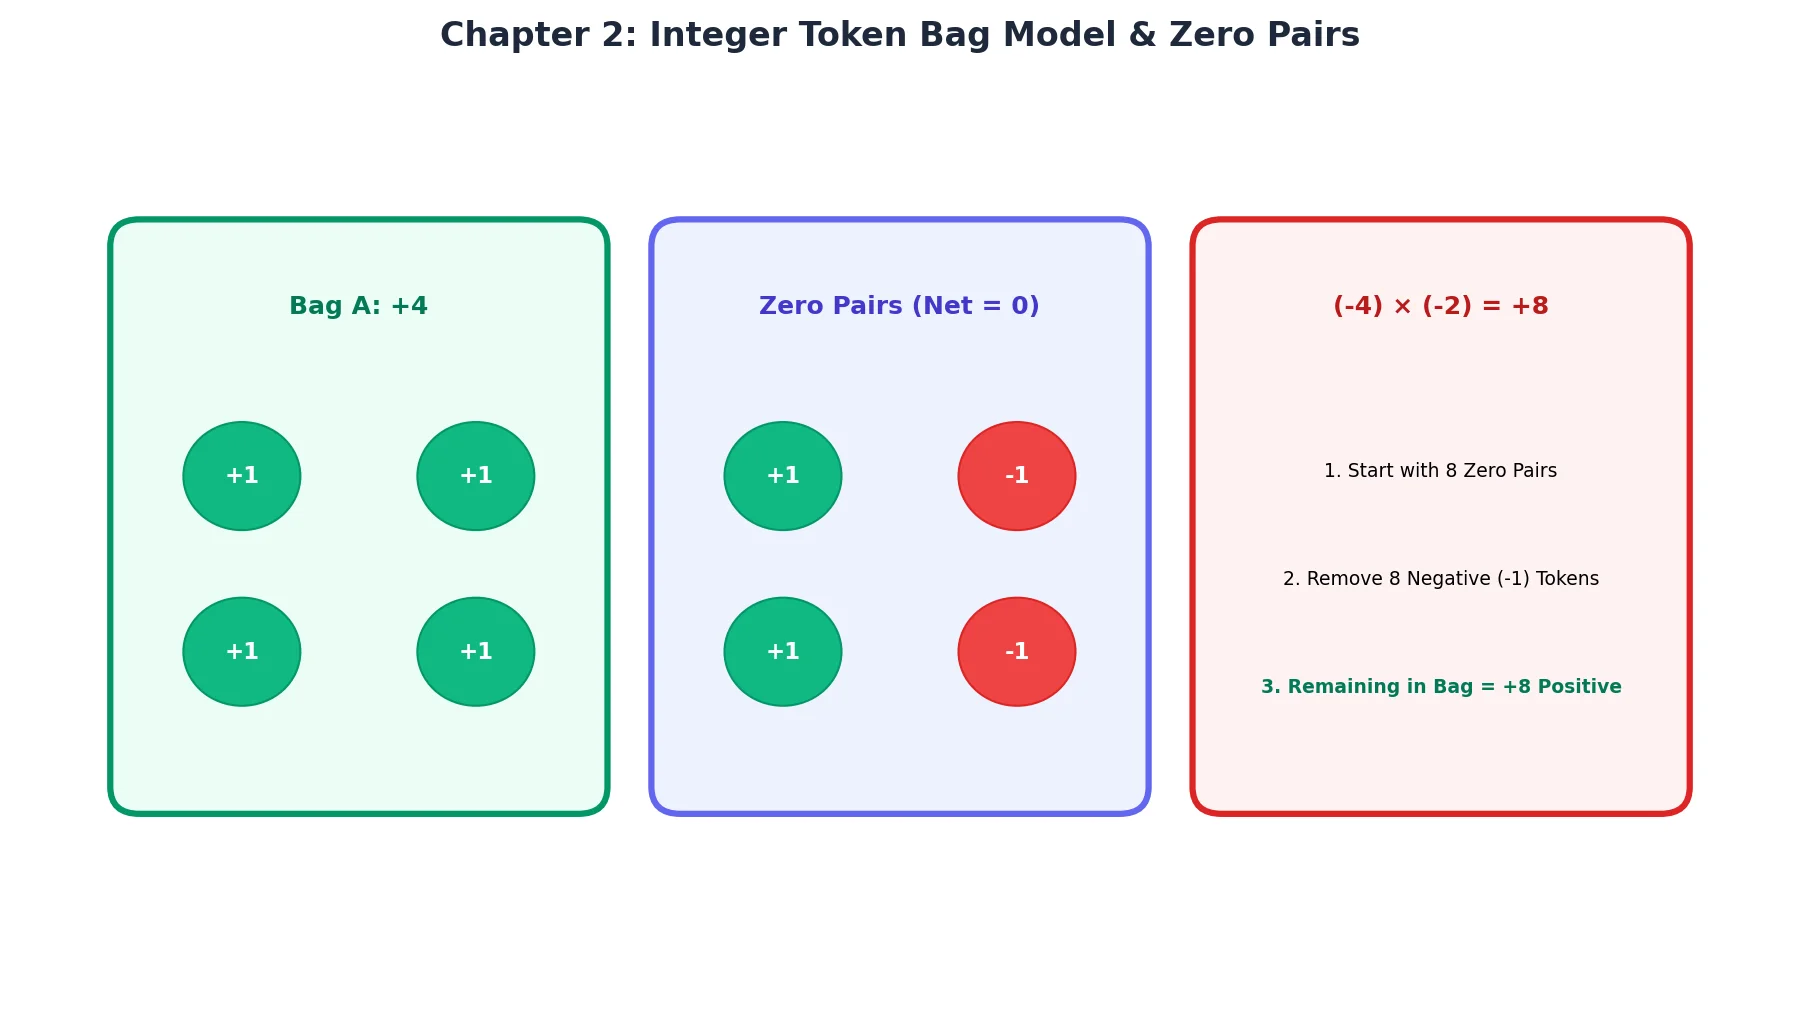 Chapter 2: Integer Token Bag Model & Zero Pairs
Bag A: +4
+1 +1
+1 +1
Zero Pairs (Net = 0)
+1 -1
+1 -1
(-4) × (-2) = +8
1. Start with 8 Zero Pairs
2. Remove 8 Negative (-1) Tokens
3. Remaining in Bag = +8 Positive